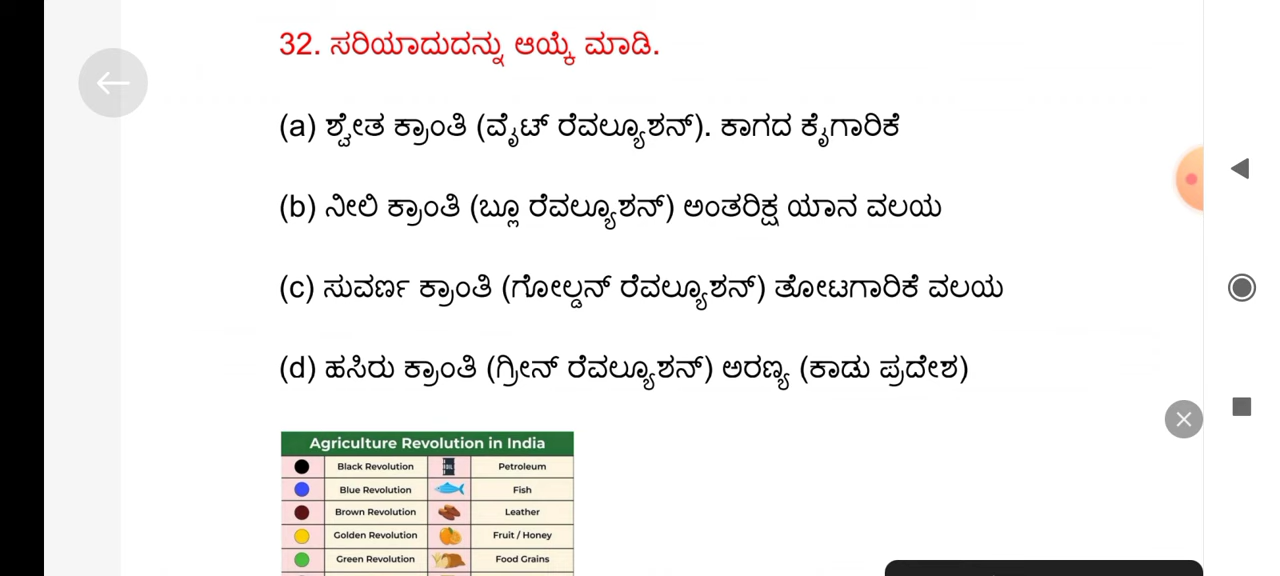 32. ಸರಿಯಾದುದನ್ನು ಆಯ್ಕೆ ಮಾಡಿ.
(a) ಶ್ವೇತ ಕ್ರಾಂತಿ (ವೈಟ್ ರೆವಲ್ಯೂಶನ್). ಕಾಗದ ಕೈಗಾರಿಕೆ
(b) ನೀಲಿ ಕ್ರಾಂತಿ (ಬ್ಲೂ ರೆವಲ್ಯೂಶನ್) ಅಂತರಿಕ್ಷ ಯಾನ ವಲಯ
(c) ಸುವರ್ಣ ಕ್ರಾಂತಿ (ಗೋಲ್ಡನ್ ರೆವಲ್ಯೂಶನ್) ತೋಟಗಾರಿಕೆ ವಲಯ
(d) ಹಸಿರು ಕ್ರಾಂತಿ (ಗ್ರೀನ್ ರೆವಲ್ಯೂಶನ್) ಅರಣ್ಯ (ಕಾಡು ಪ್ರದೇಶ)
Agriculture Revolution in India
Black Revolution OIL Petroleum
Blue Revolution Fish
Brown Revolution Leather
Golden Revolution Fruit / Honey
Green Revolution Food Grains